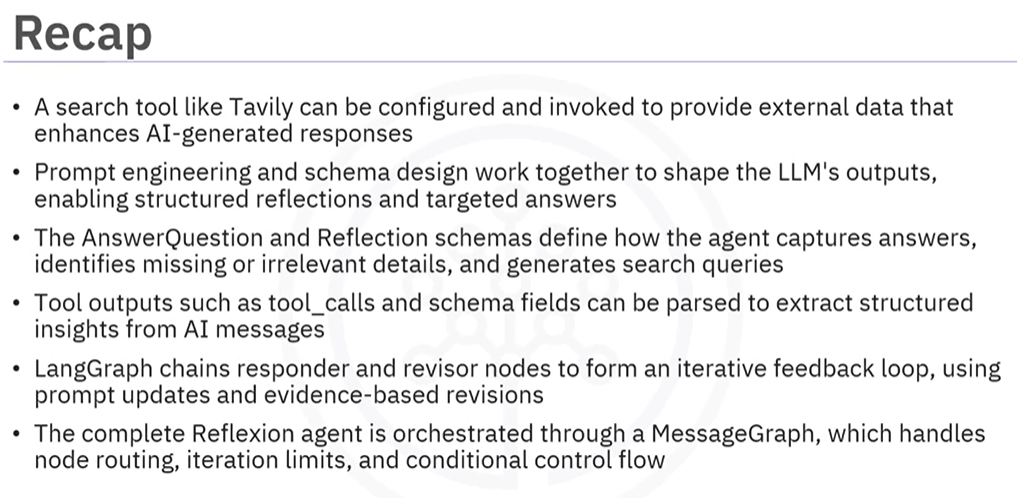 Recap
• A search tool like Tavily can be configured and invoked to provide external data that
enhances AI-generated responses
• Prompt engineering and schema design work together to shape the LLM's outputs,
enabling structured reflections and targeted answers
• The AnswerQuestion and Reflection schemas define how the agent captures answers,
identifies missing or irrelevant details, and generates search queries
• Tool outputs such as tool_calls and schema fields can be parsed to extract structured
insights from AI messages
• LangGraph chains responder and revisor nodes to form an iterative feedback loop, using
prompt updates and evidence-based revisions
• The complete Reflexion agent is orchestrated through a MessageGraph, which handles
node routing, iteration limits, and conditional control flow